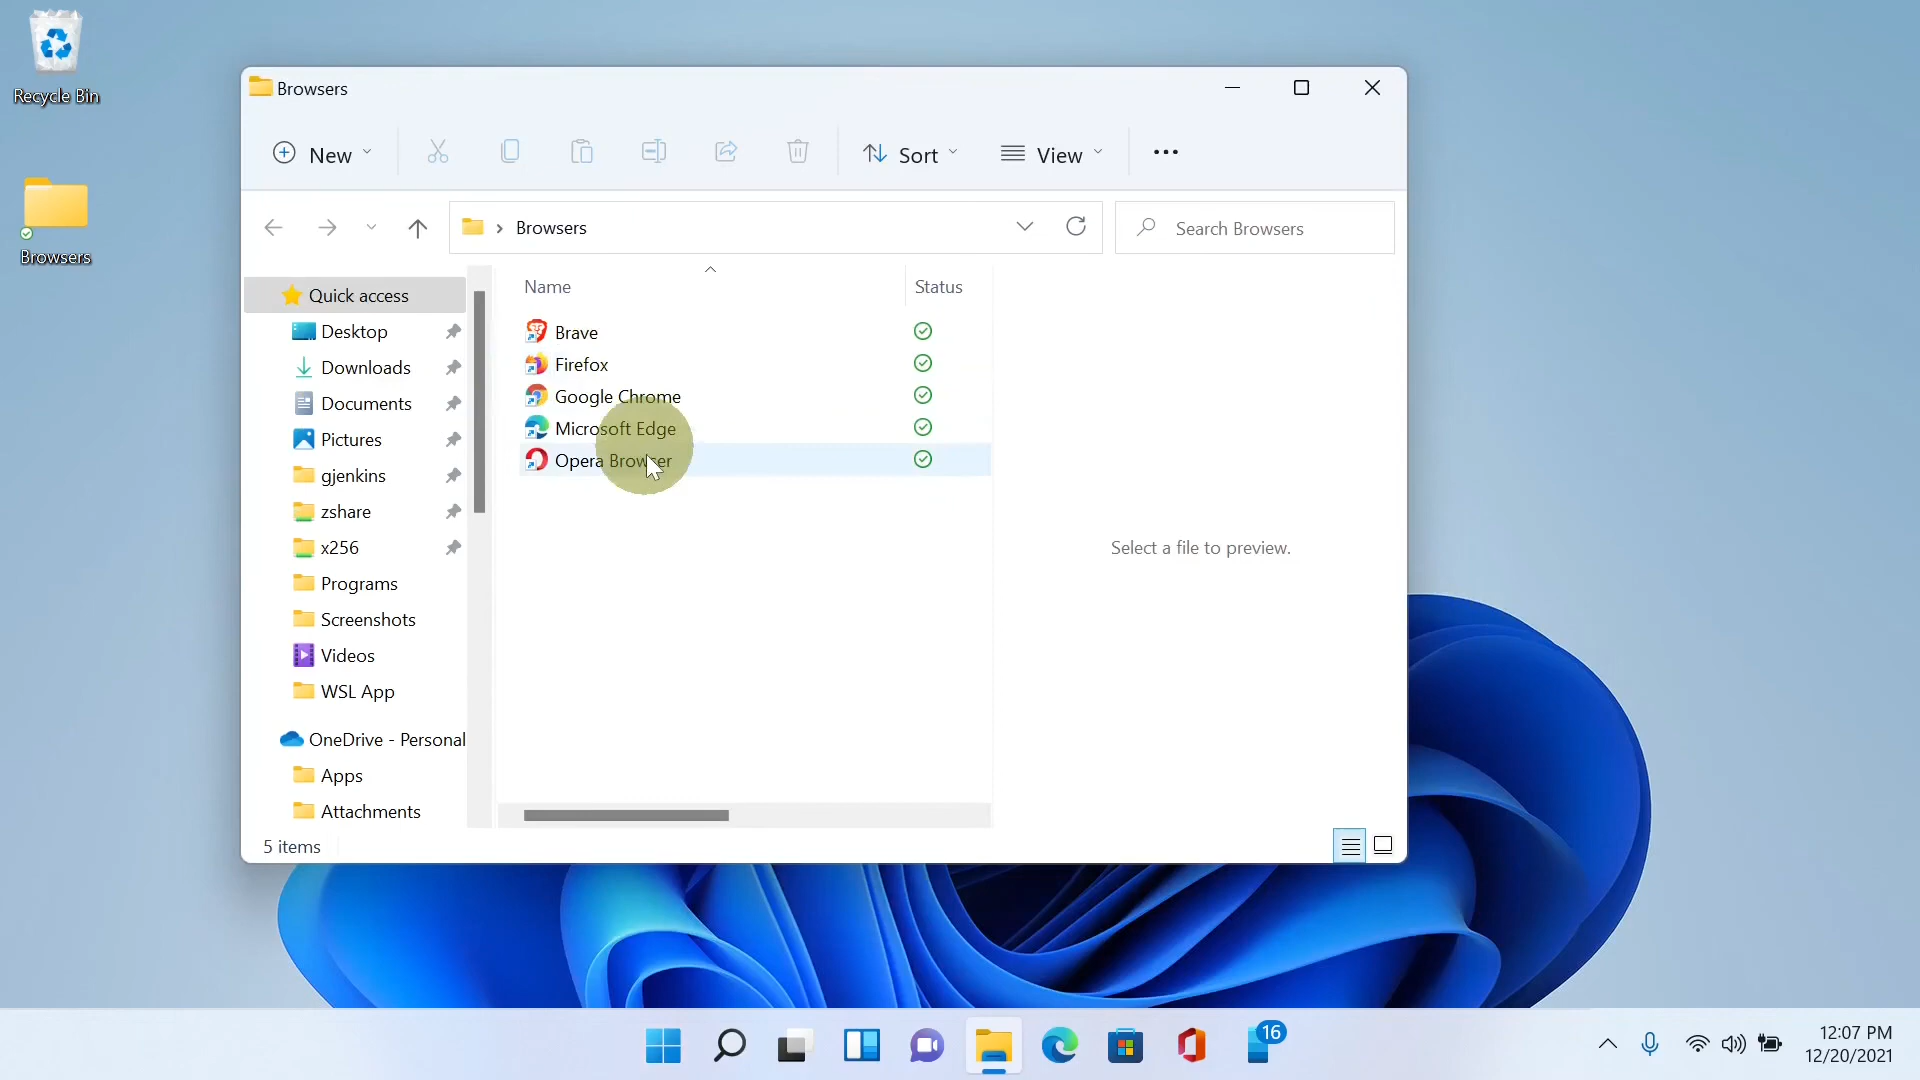 Recycle Bin
Browsers
Browsers
New
Sort
View
Browsers
Search Browsers
Quick access
Desktop
Downloads
Documents
Pictures
gjenkins
zshare
x256
Programs
Screenshots
Videos
WSL App
OneDrive - Personal
Apps
Attachments
Name
Status
Brave
Firefox
Google Chrome
Microsoft Edge
Opera Browser
Select a file to preview.
5 items
16
12:07 PM
12/20/2021